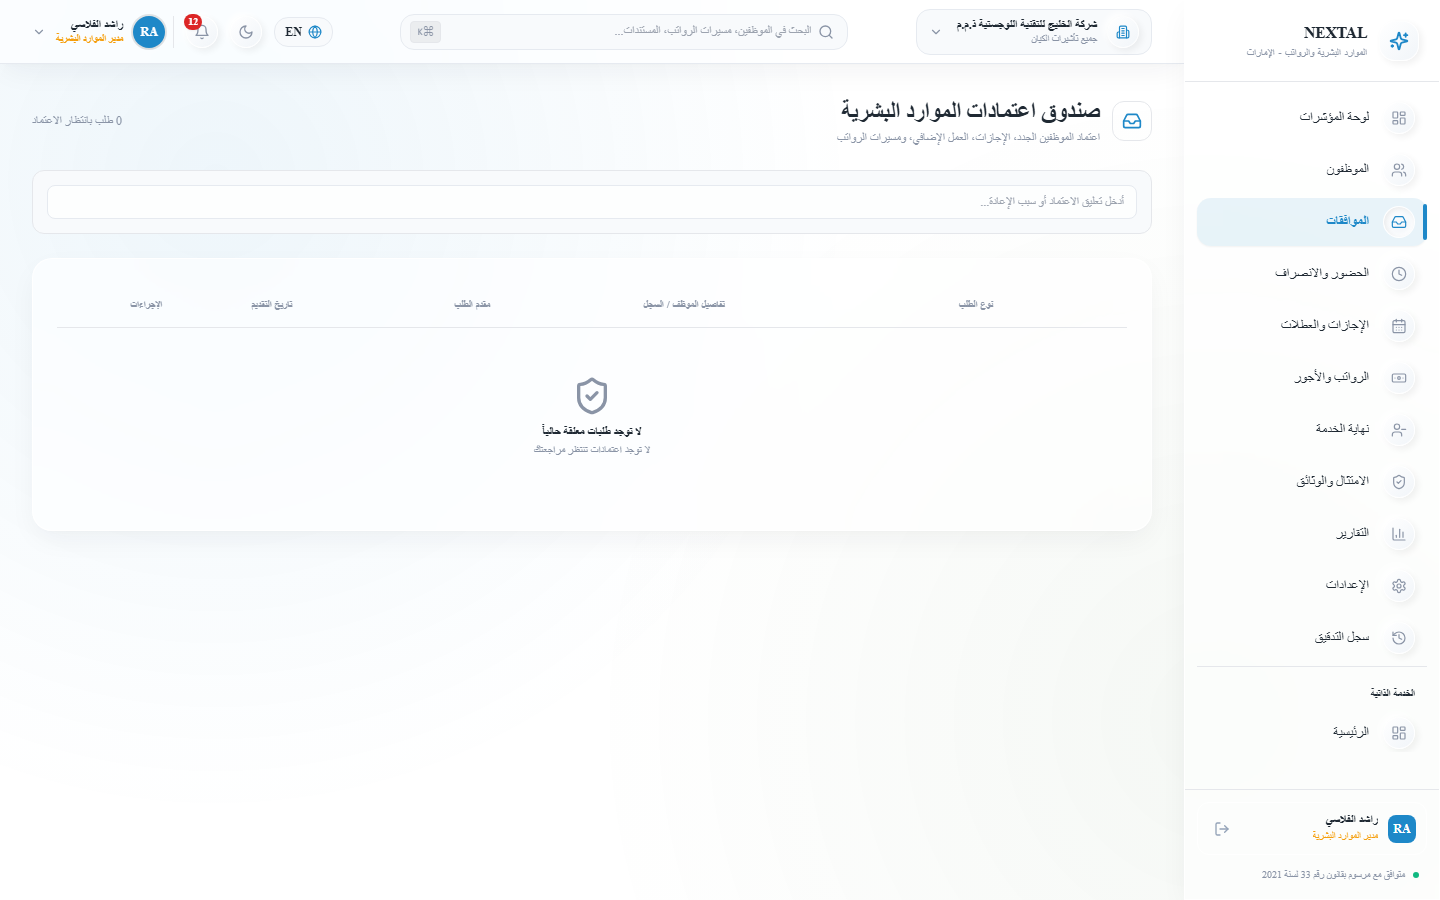 NEXTAL
الموارد البشرية والرواتب - الإمارات
لوحة المؤشرات
الموظفون
الموافقات
الحضور والانصراف
الإجازات والعطلات
الرواتب والأجور
نهاية الخدمة
الامتثال والوثائق
التقارير
الإعدادات
سجل التدقيق
الخدمة الذاتية
الرئيسية
RA
راشد الفلاسي
مدير الموارد البشرية
متوافق مع مرسوم بقانون رقم 33 لسنة 2021
شركة الخليج للتقنية اللوجستية ذ.م.م
جميع تأشيرات الكيان
البحث في الموظفين، مسيرات الرواتب، المستندات...
⌘K
EN
12
RA
راشد الفلاسي
مدير الموارد البشرية
صندوق اعتمادات الموارد البشرية
اعتماد الموظفين الجدد، الإجازات، العمل الإضافي، ومسيرات الرواتب
0 طلب بانتظار الاعتماد
أدخل تعليق الاعتماد أو سبب الإعادة...
نوع الطلب
تفاصيل الموظف / السجل
مقدم الطلب
تاريخ التقديم
الإجراءات
لا توجد طلبات معلقة حالياً
لا توجد اعتمادات تنتظر مراجعتك